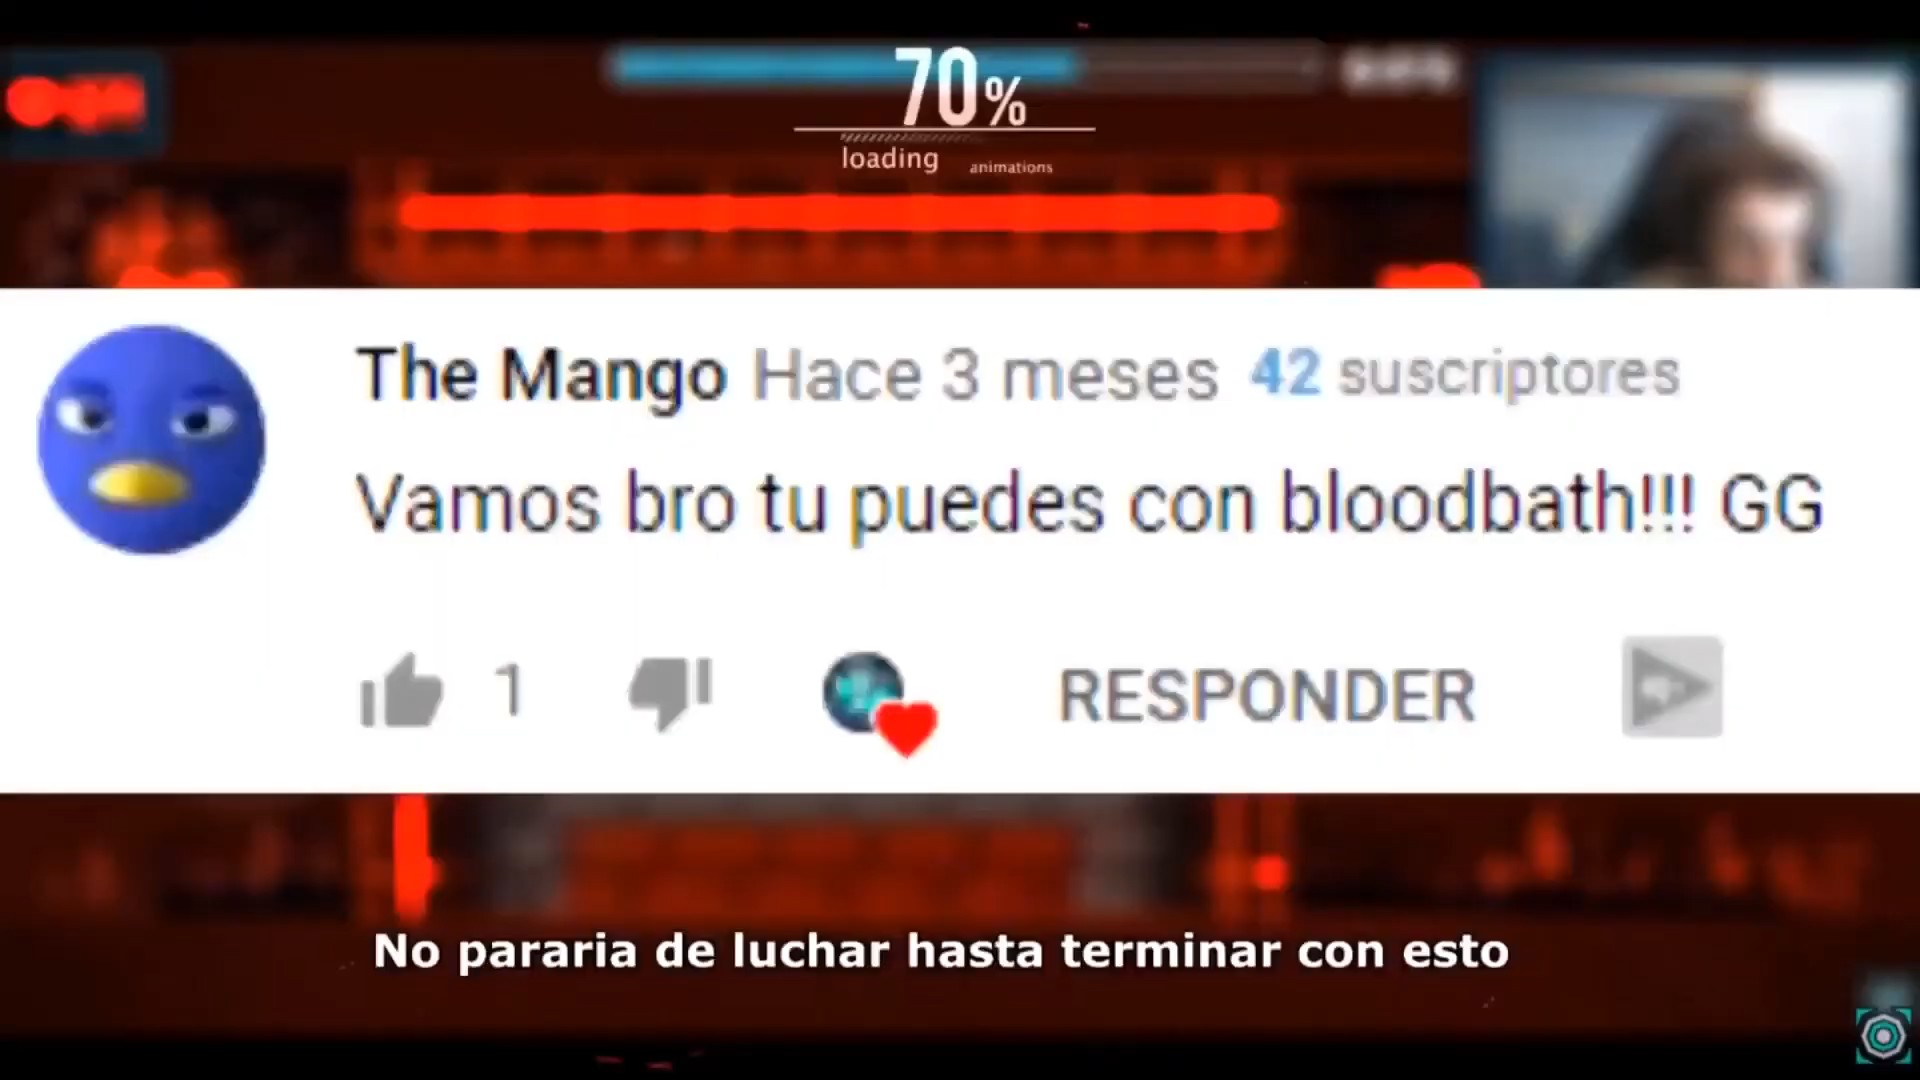 70%
loading animations
The Mango Hace 3 meses 42 suscriptores
Vamos bro tu puedes con bloodbath!!! GG
1 RESPONDER
No pararia de luchar hasta terminar con esto